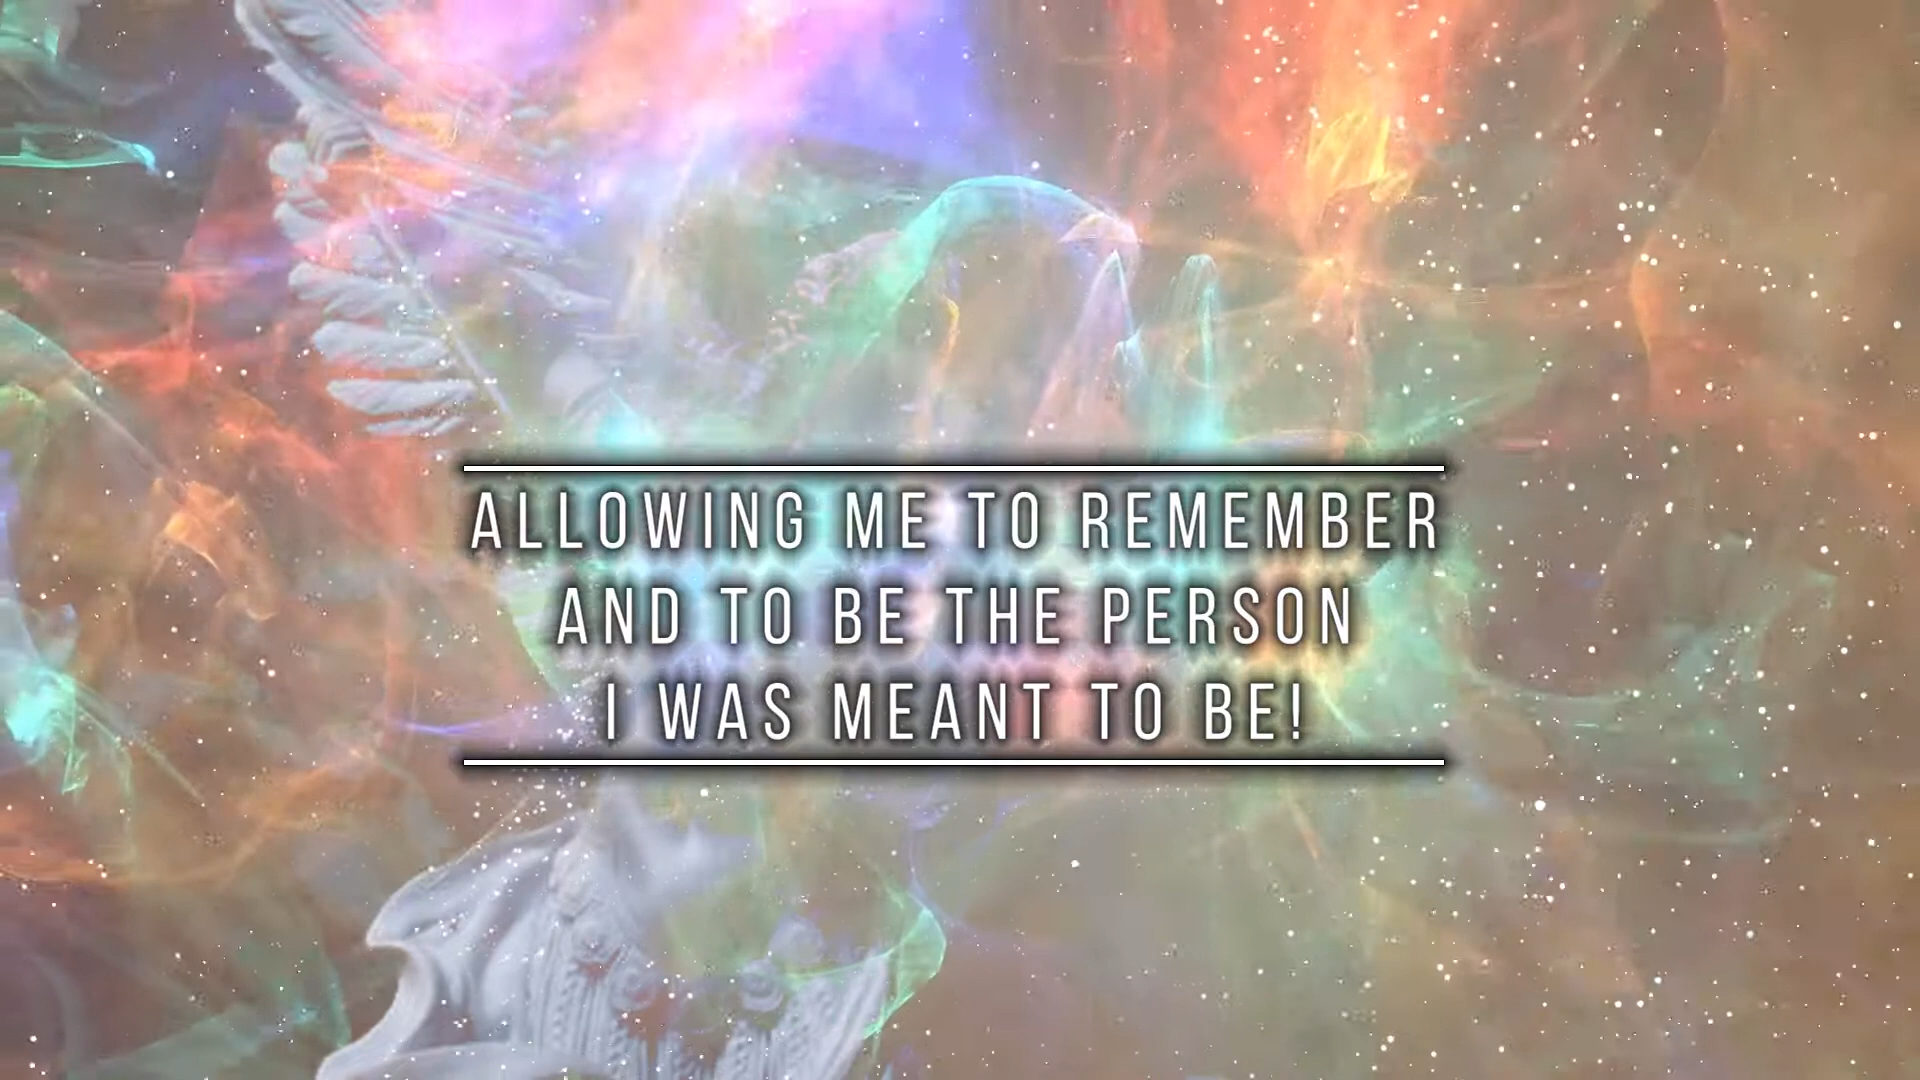 ALLOWING ME TO REMEMBER
AND TO BE THE PERSON
I WAS MEANT TO BE!